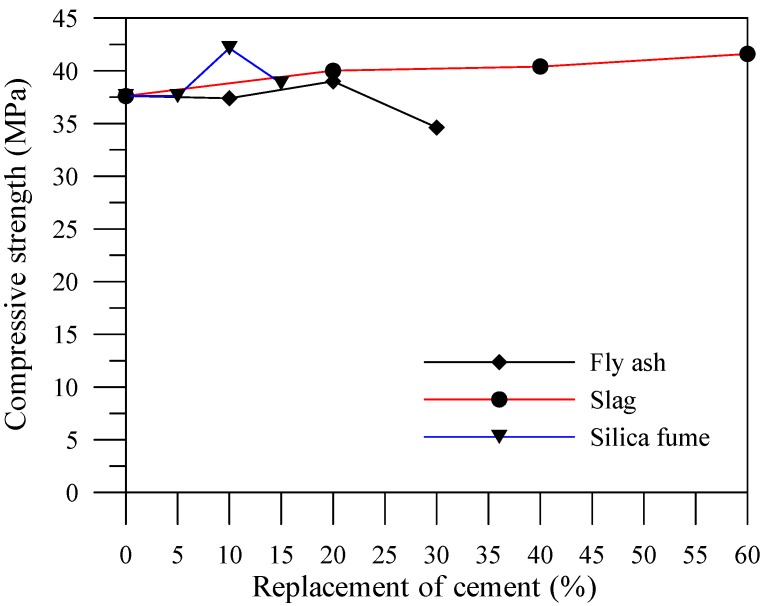 45
40
35
30
25
20
15
10
5
0
Compressive strength (MPa)
Fly ash
Slag
Silica fume
0 5 10 15 20 25 30 35 40 45 50 55 60
Replacement of cement (%)